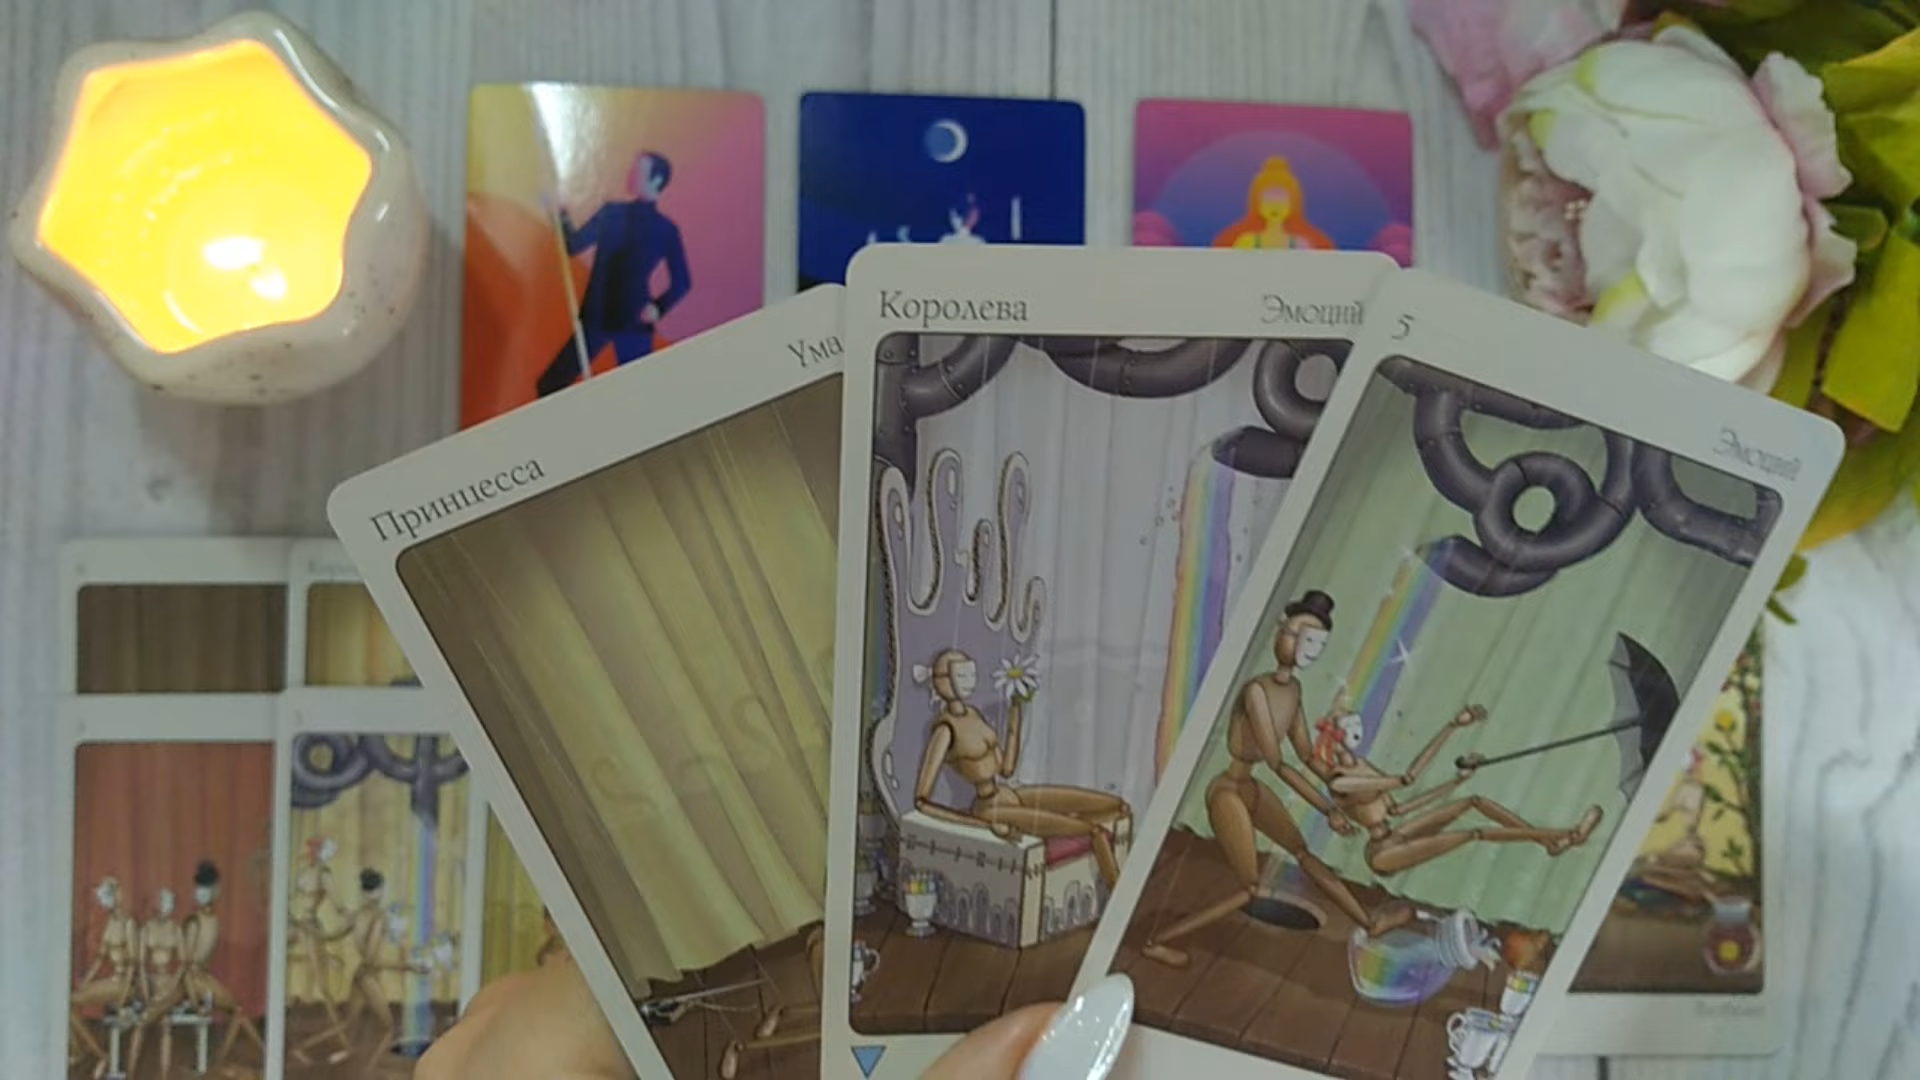 Принцесса
Ума
Королева
Эмоций
5
Эмоций